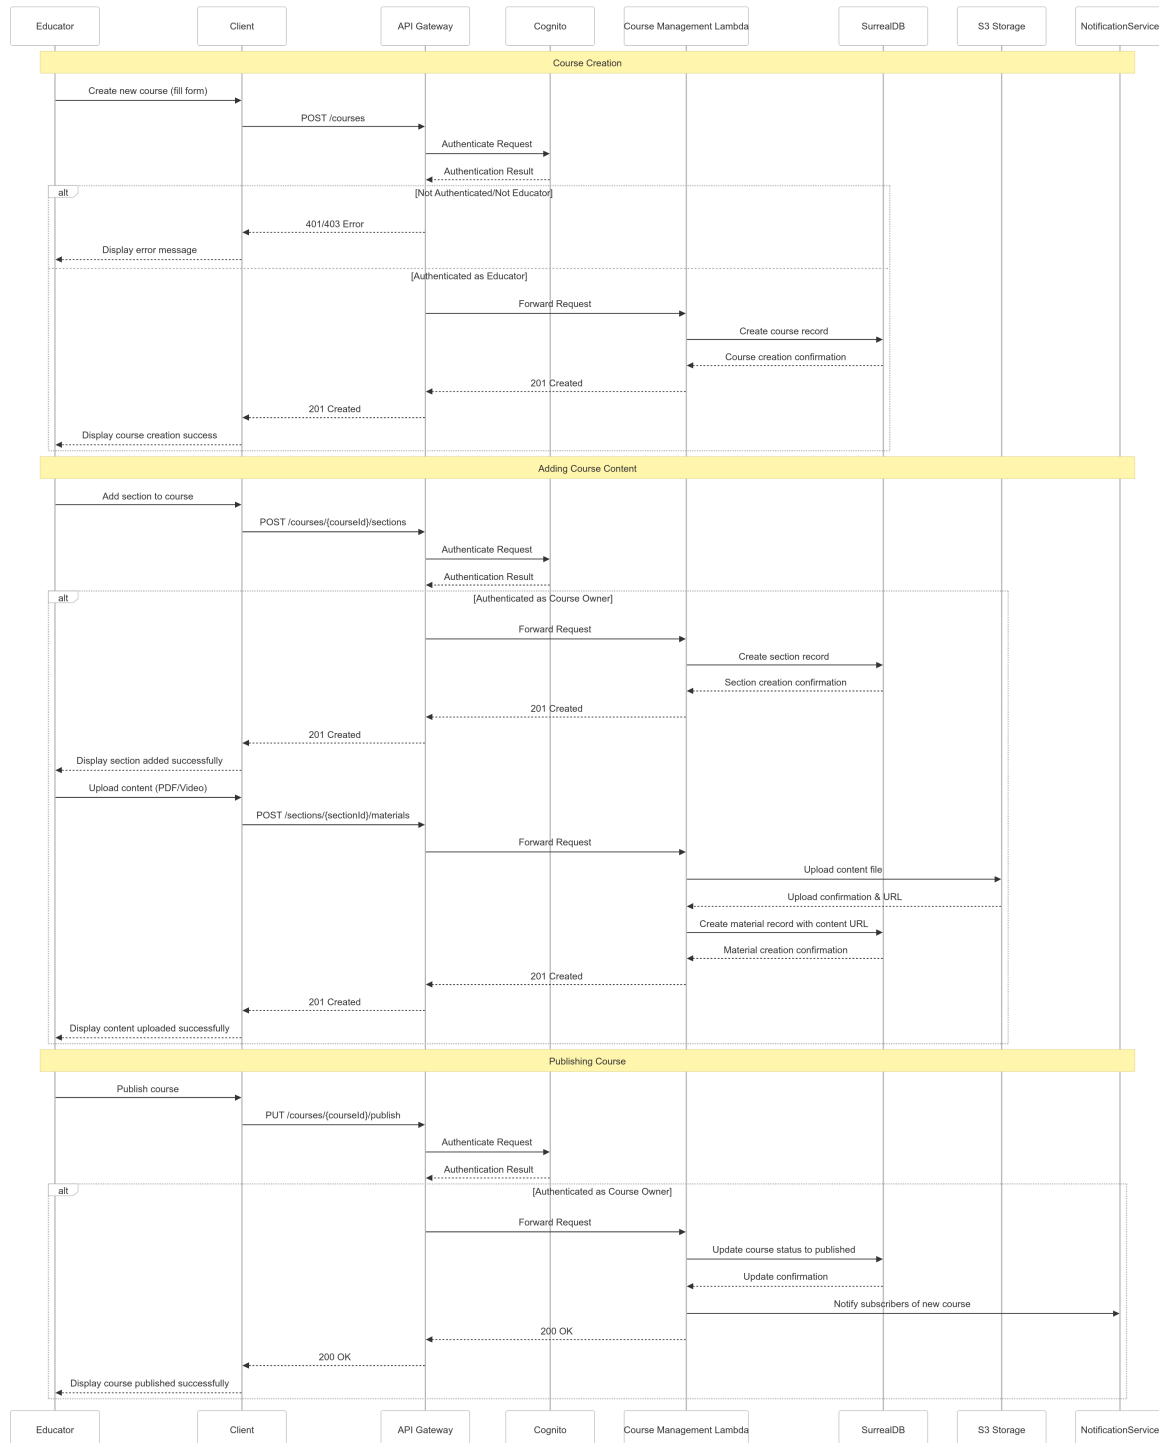 Educator
Client
API Gateway
Cognito
Course Management Lambda
SurrealDB
S3 Storage
NotificationService
Course Creation
Create new course (fill form)
POST /courses
Authenticate Request
Authentication Result
alt
[Not Authenticated/Not Educator]
401/403 Error
Display error message
[Authenticated as Educator]
Forward Request
Create course record
Course creation confirmation
201 Created
201 Created
Display course creation success
Adding Course Content
Add section to course
POST /courses/{courseId}/sections
Authenticate Request
Authentication Result
alt
[Authenticated as Course Owner]
Forward Request
Create section record
Section creation confirmation
201 Created
201 Created
Display section added successfully
Upload content (PDF/Video)
POST /sections/{sectionId}/materials
Forward Request
Upload content file
Upload confirmation & URL
Create material record with content URL
Material creation confirmation
201 Created
201 Created
Display content uploaded successfully
Publishing Course
Publish course
PUT /courses/{courseId}/publish
Authenticate Request
Authentication Result
alt
[Authenticated as Course Owner]
Forward Request
Update course status to published
Update confirmation
Notify subscribers of new course
200 OK
200 OK
Display course published successfully
Educator
Client
API Gateway
Cognito
Course Management Lambda
SurrealDB
S3 Storage
NotificationService